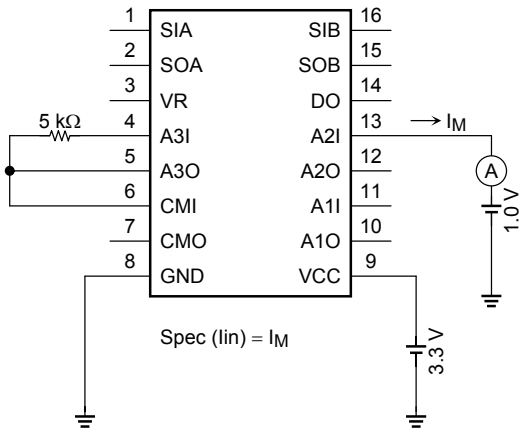 1 SIA SIB 16
2 SOA SOB 15
3 VR DO 14
5 kΩ 4 A3I A2I 13 → I_M
5 A3O A2O 12 A
6 CMI A1I 11 1.0 V
7 CMO A1O 10
8 GND VCC 9
Spec (Iin) = I_M
3.3 V